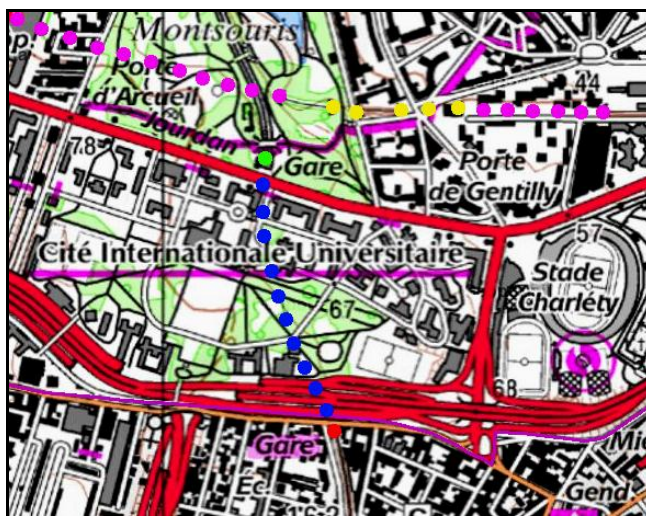 Montsouris
p.
Porte
d'Arcueil
44
Jourdan
78
Gare
Porte
de Gentilly
57
Cité Internationale Universitaire
Stade
Charléty
67
68
Gare
Éc.
Gend.